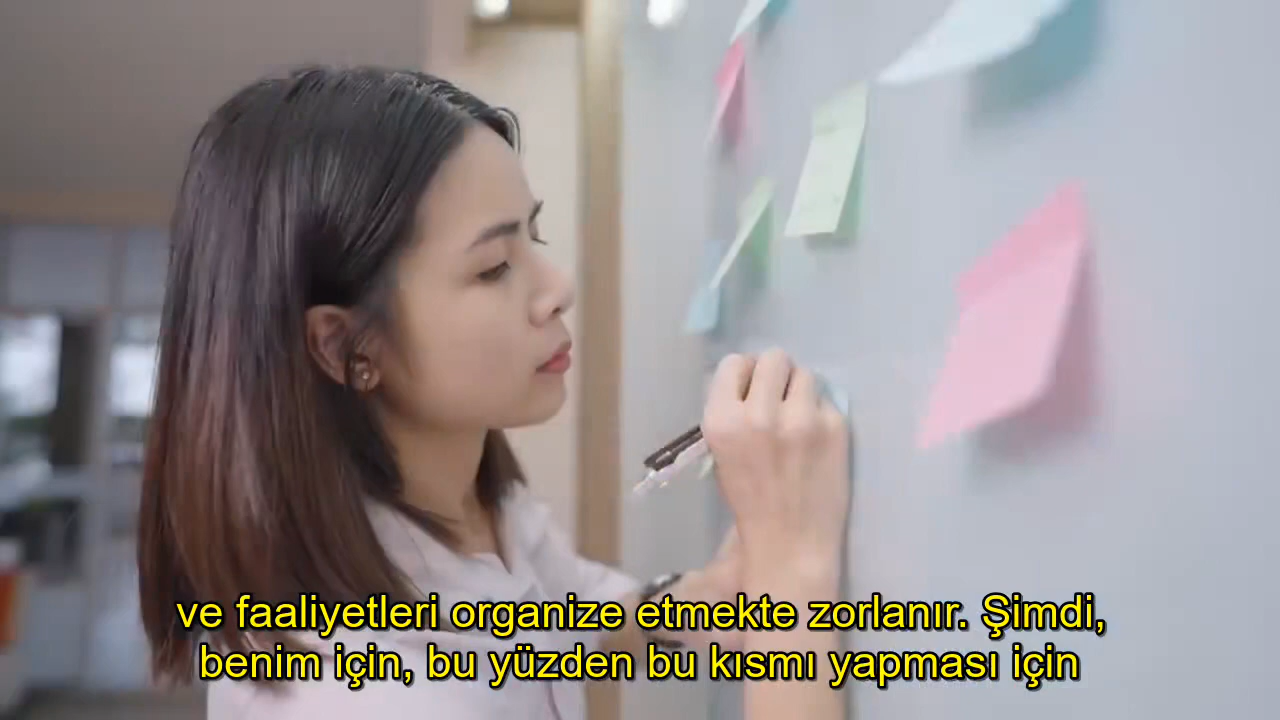 ve faaliyetleri organize etmekte zorlanır. Şimdi,
benim için, bu yüzden bu kısmı yapması için